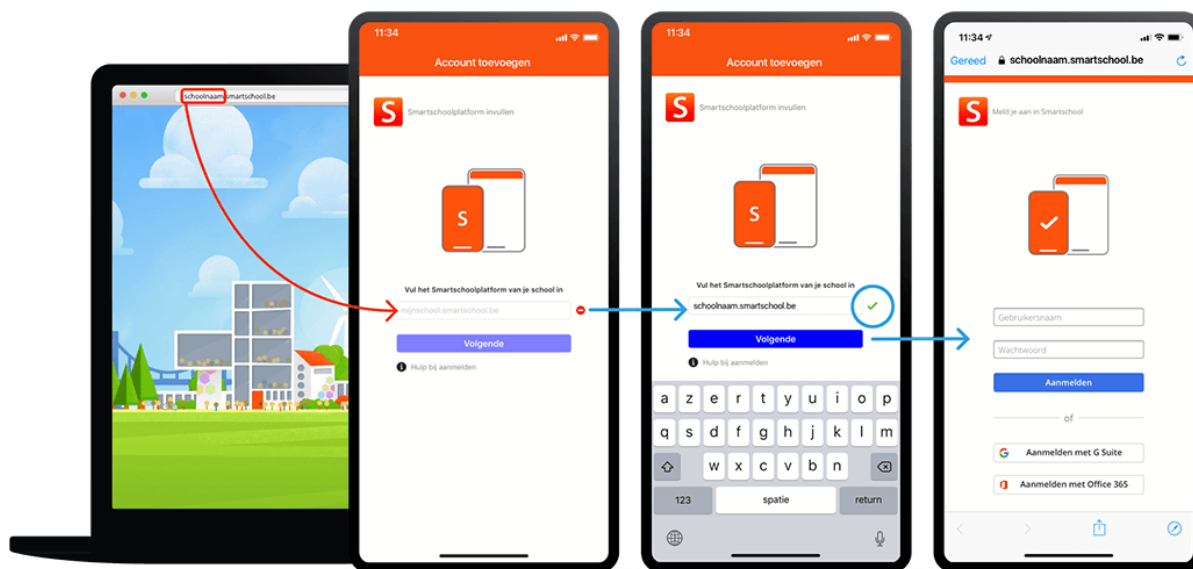 schoolnaam.smartschool.be
11:34
Account toevoegen
S
Smartschoolplatform invullen
S
Vul het Smartschoolplatform van je school in
mijnschool.smartschool.be
Volgende
Hulp bij aanmelden
11:34
Account toevoegen
S
Smartschoolplatform invullen
S
Vul het Smartschoolplatform van je school in
schoolnaam.smartschool.be
Volgende
Hulp bij aanmelden
a z e r t y u i o p
q s d f g h j k l m
w x c v b n
123 spatie return
11:34
Gereed schoolnaam.smartschool.be
S
Meld je aan in Smartschool
Gebruikersnaam
Wachtwoord
Aanmelden
of
G Aanmelden met G Suite
Aanmelden met Office 365